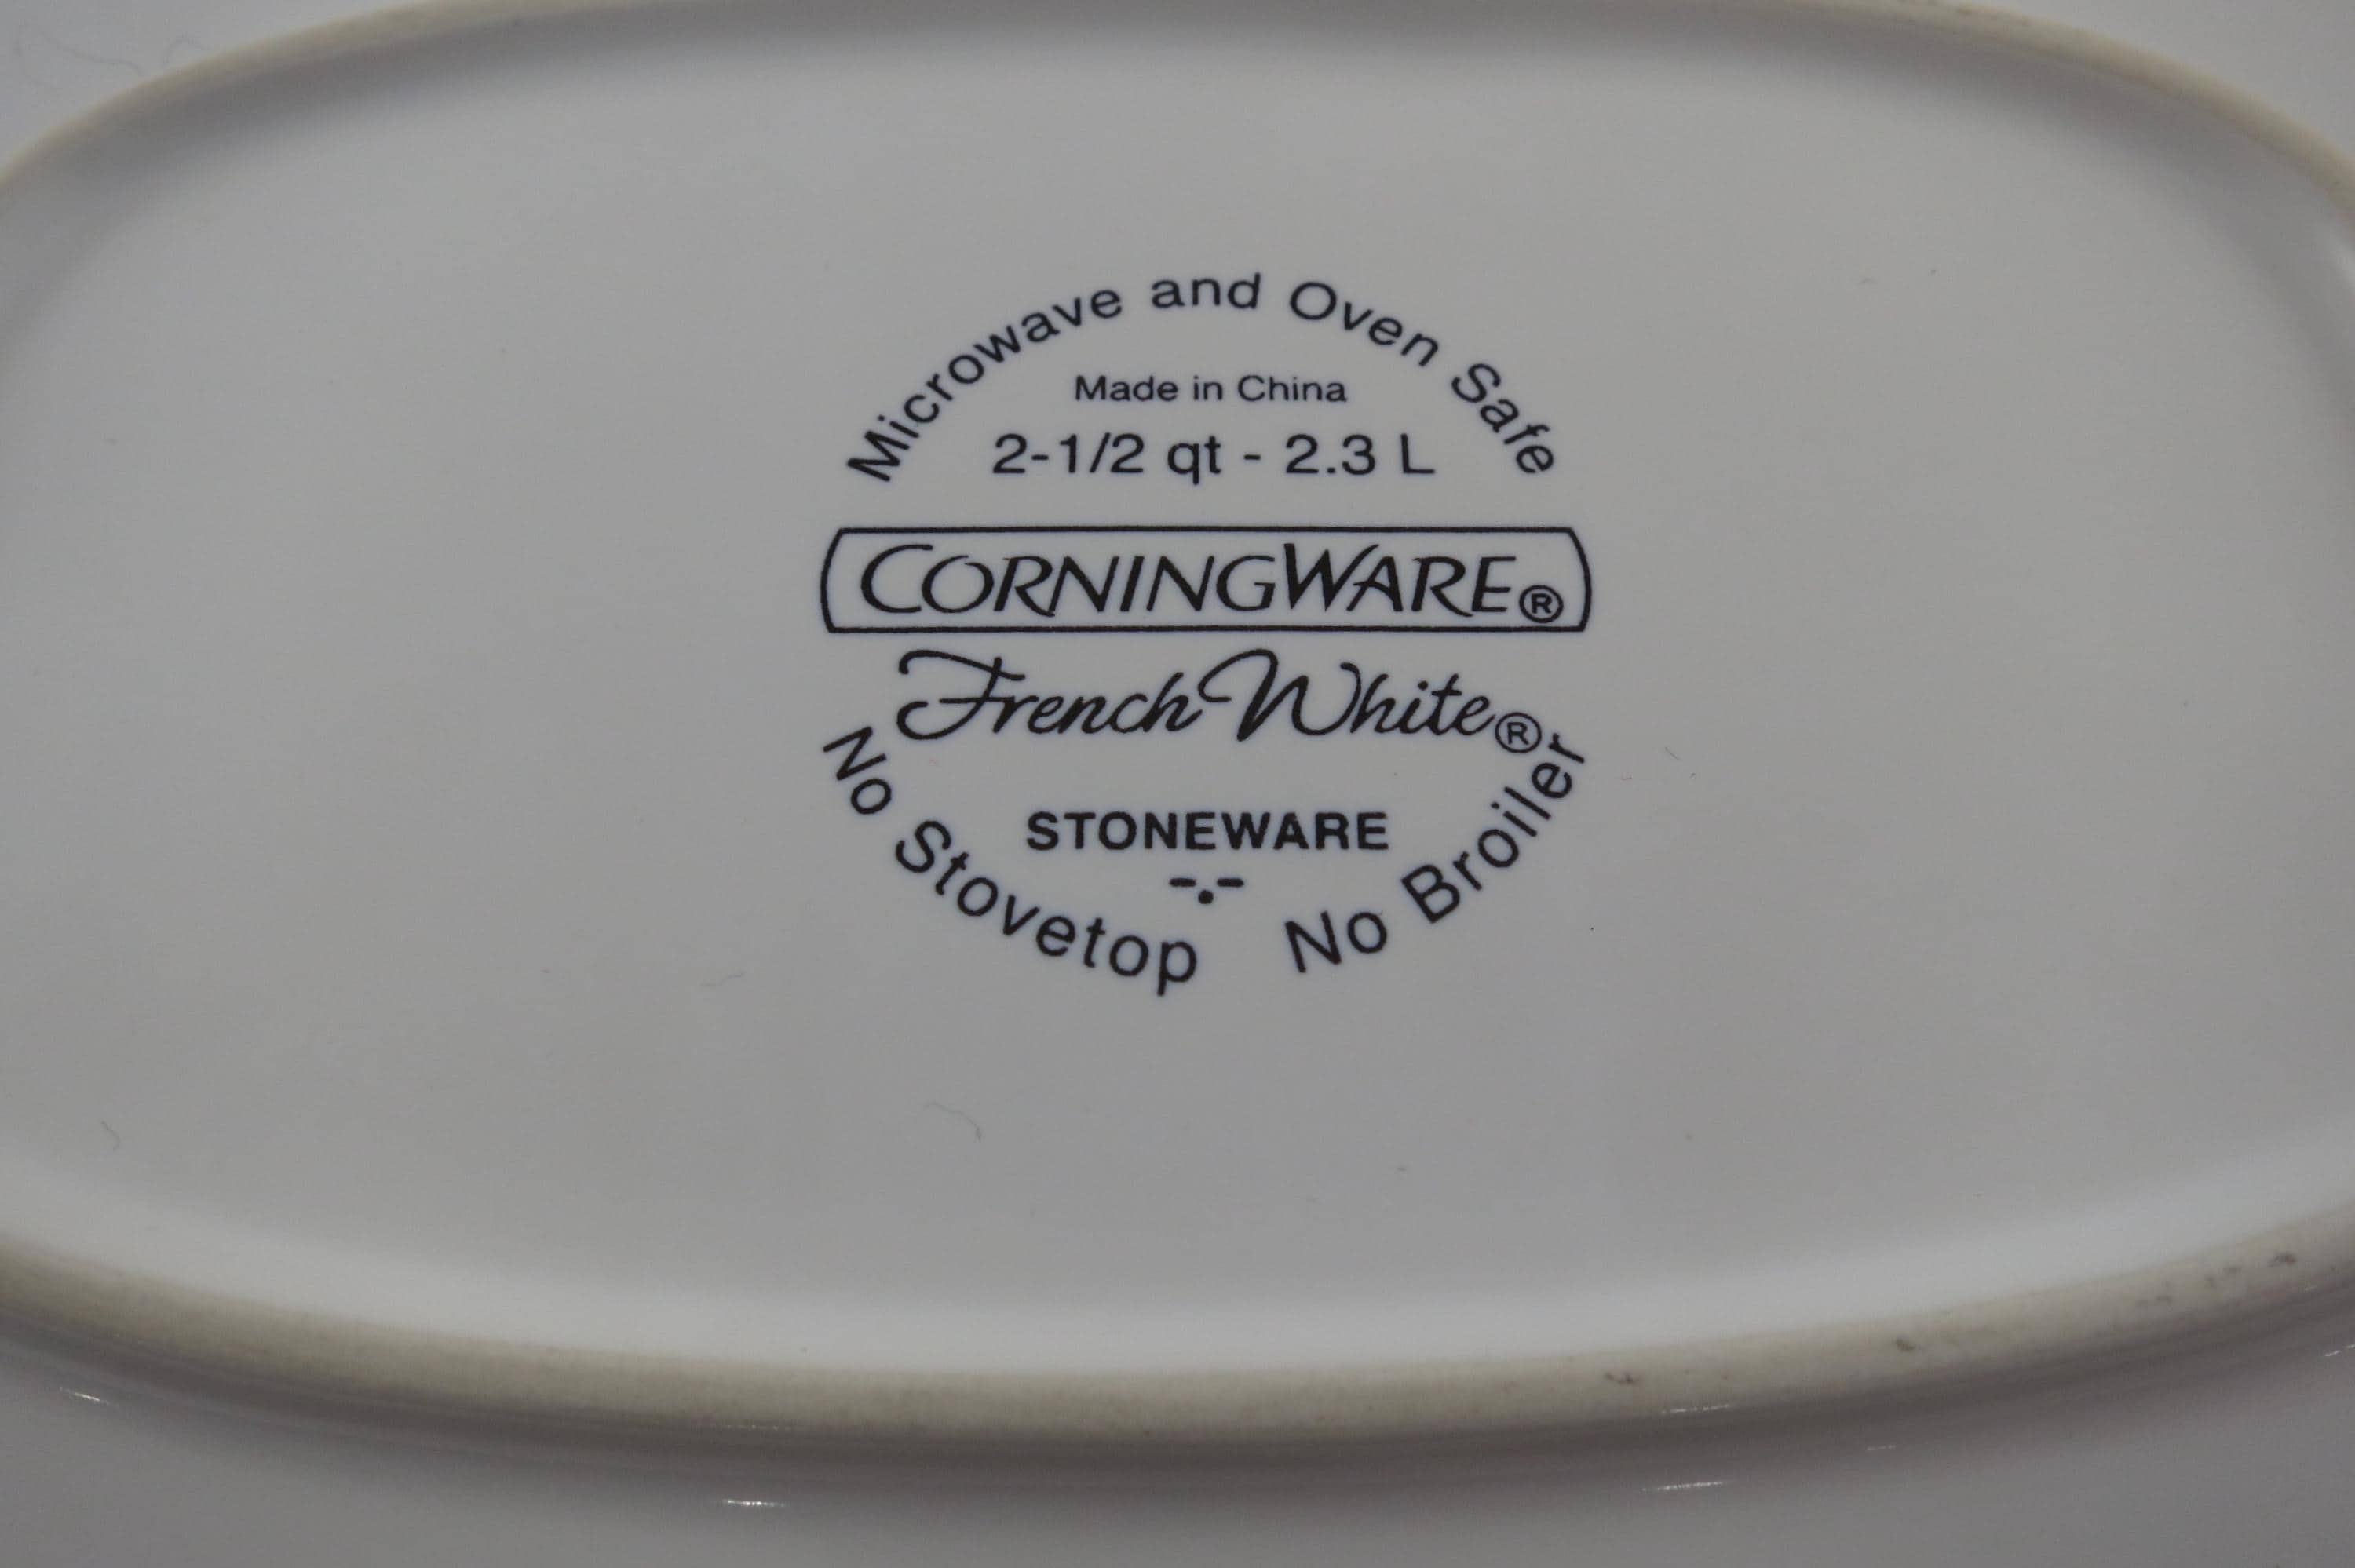 Microwave and Oven Safe
Made in China
2-1/2 qt - 2.3 L
CORNINGWARE®
French White®
STONEWARE
No Stovetop No Broiler